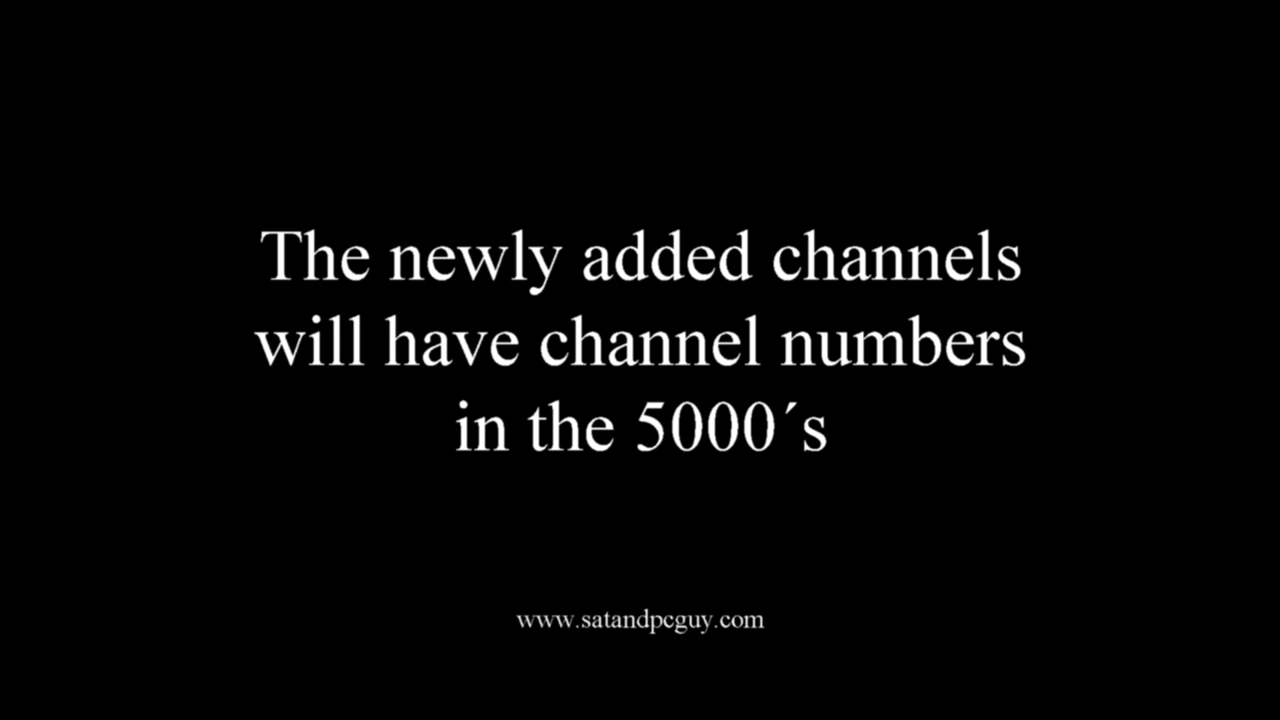 The newly added channels
will have channel numbers
in the 5000´s
www.satandpcguy.com